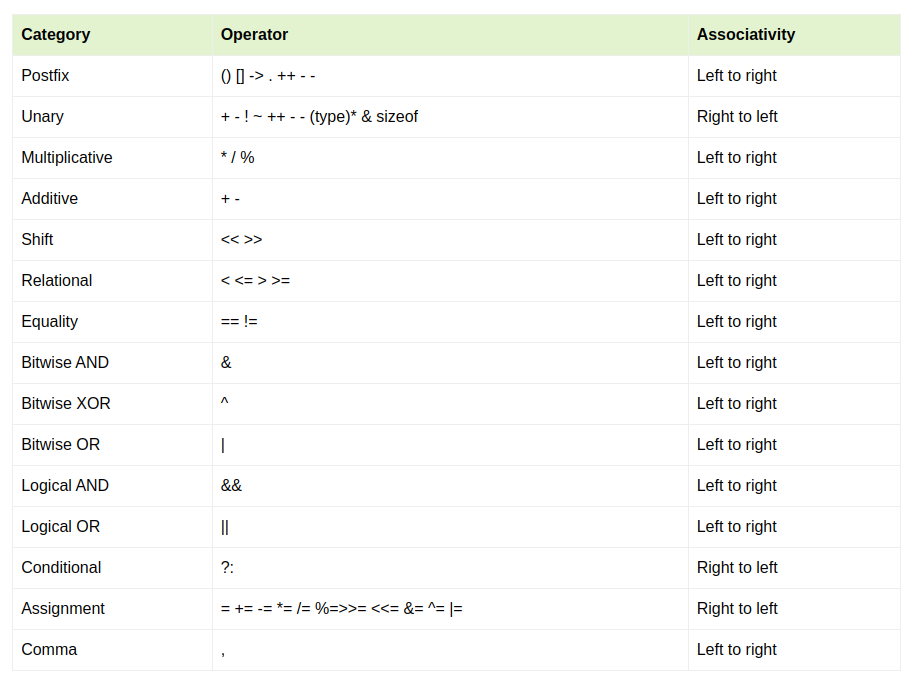 Category Operator Associativity
Postfix () [] -> . ++ - - Left to right
Unary + - ! ~ ++ - - (type)* & sizeof Right to left
Multiplicative * / % Left to right
Additive + - Left to right
Shift << >> Left to right
Relational < <= > >= Left to right
Equality == != Left to right
Bitwise AND & Left to right
Bitwise XOR ^ Left to right
Bitwise OR | Left to right
Logical AND && Left to right
Logical OR || Left to right
Conditional ?: Right to left
Assignment = += -= *= /= %=>>= <<= &= ^= |= Right to left
Comma , Left to right